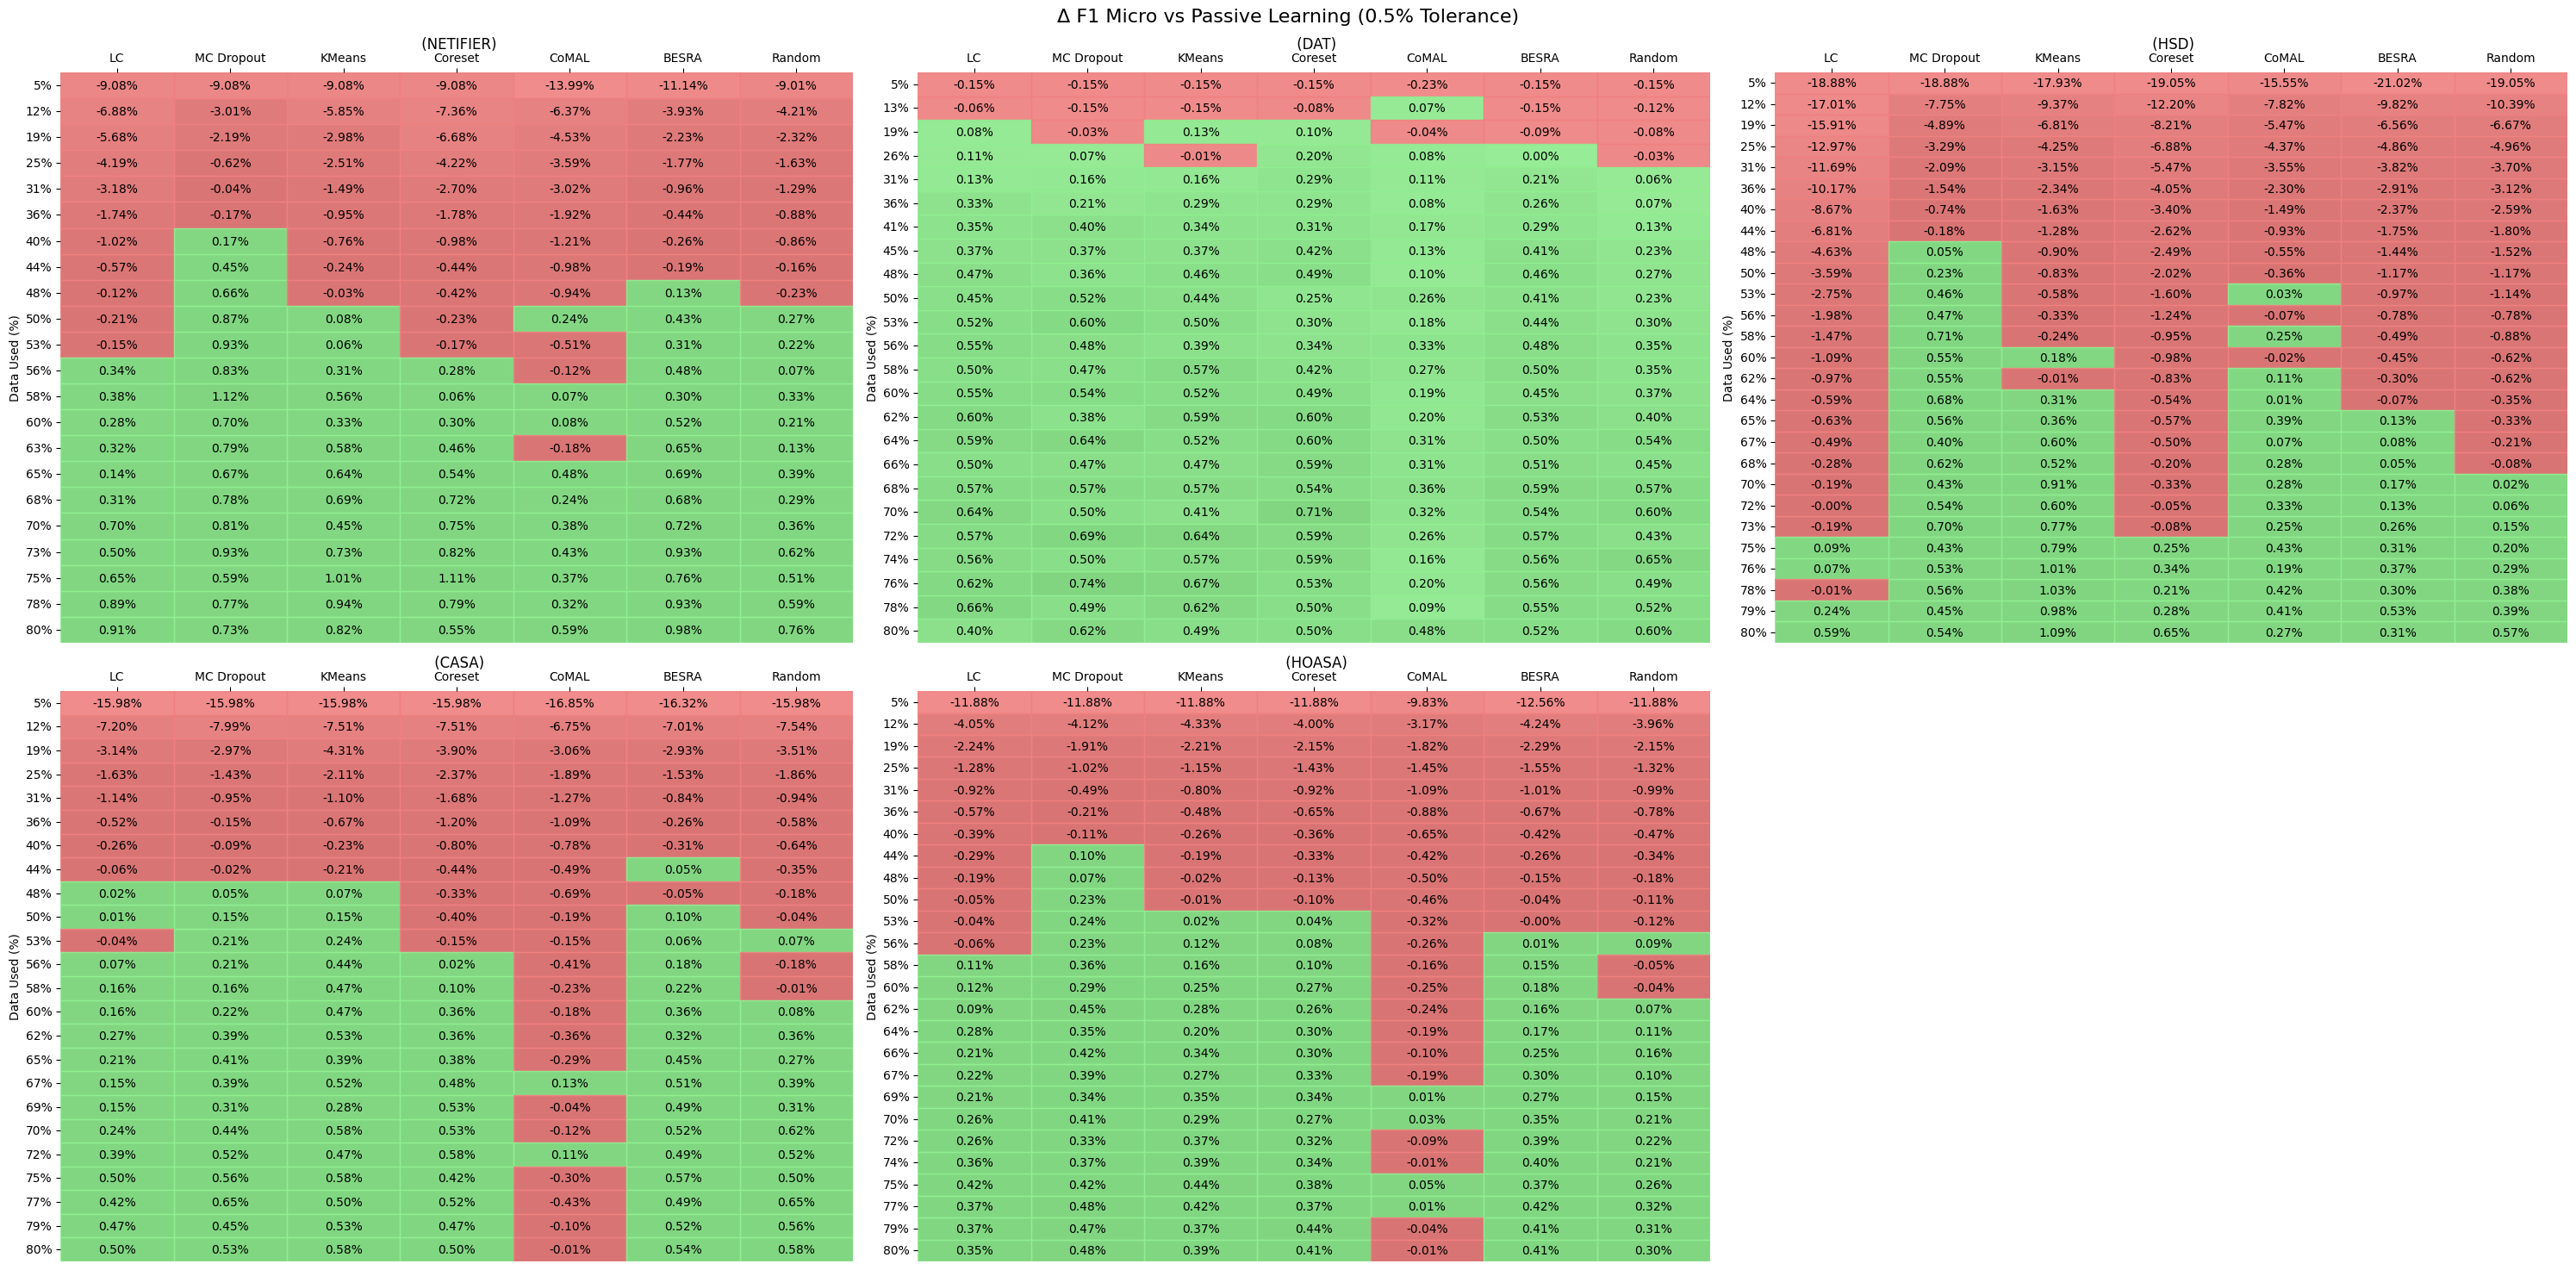 Δ F1 Micro vs Passive Learning (0.5% Tolerance)
(NETIFIER)
LC MC Dropout KMeans Coreset CoMAL BESRA Random
Data Used (%)
5% -9.08% -9.08% -9.08% -9.08% -13.99% -11.14% -9.01%
12% -6.88% -3.01% -5.85% -7.36% -6.37% -3.93% -4.21%
19% -5.68% -2.19% -2.98% -6.68% -4.53% -2.23% -2.32%
25% -4.19% -0.62% -2.51% -4.22% -3.59% -1.77% -1.63%
31% -3.18% -0.04% -1.49% -2.70% -3.02% -0.96% -1.29%
36% -1.74% -0.17% -0.95% -1.78% -1.92% -0.44% -0.88%
40% -1.02% 0.17% -0.76% -0.98% -1.21% -0.26% -0.86%
44% -0.57% 0.45% -0.24% -0.44% -0.98% -0.19% -0.16%
48% -0.12% 0.66% -0.03% -0.42% -0.94% 0.13% -0.23%
50% -0.21% 0.87% 0.08% -0.23% 0.24% 0.43% 0.27%
53% -0.15% 0.93% 0.06% -0.17% -0.51% 0.31% 0.22%
56% 0.34% 0.83% 0.31% 0.28% -0.12% 0.48% 0.07%
58% 0.38% 1.12% 0.56% 0.06% 0.07% 0.30% 0.33%
60% 0.28% 0.70% 0.33% 0.30% 0.08% 0.52% 0.21%
63% 0.32% 0.79% 0.58% 0.46% -0.18% 0.65% 0.13%
65% 0.14% 0.67% 0.64% 0.54% 0.48% 0.69% 0.39%
68% 0.31% 0.78% 0.69% 0.72% 0.24% 0.68% 0.29%
70% 0.70% 0.81% 0.45% 0.75% 0.38% 0.72% 0.36%
73% 0.50% 0.93% 0.73% 0.82% 0.43% 0.93% 0.62%
75% 0.65% 0.59% 1.01% 1.11% 0.37% 0.76% 0.51%
78% 0.89% 0.77% 0.94% 0.79% 0.32% 0.93% 0.59%
80% 0.91% 0.73% 0.82% 0.55% 0.59% 0.98% 0.76%
(DAT)
LC MC Dropout KMeans Coreset CoMAL BESRA Random
Data Used (%)
5% -0.15% -0.15% -0.15% -0.15% -0.23% -0.15% -0.15%
13% -0.06% -0.15% -0.15% -0.08% 0.07% -0.15% -0.12%
19% 0.08% -0.03% 0.13% 0.10% -0.04% -0.09% -0.08%
26% 0.11% 0.07% -0.01% 0.20% 0.08% 0.00% -0.03%
31% 0.13% 0.16% 0.16% 0.29% 0.11% 0.21% 0.06%
36% 0.33% 0.21% 0.29% 0.29% 0.08% 0.26% 0.07%
41% 0.35% 0.40% 0.34% 0.31% 0.17% 0.29% 0.13%
45% 0.37% 0.37% 0.37% 0.42% 0.13% 0.41% 0.23%
48% 0.47% 0.36% 0.46% 0.49% 0.10% 0.46% 0.27%
50% 0.45% 0.52% 0.44% 0.25% 0.26% 0.41% 0.23%
53% 0.52% 0.60% 0.50% 0.30% 0.18% 0.44% 0.30%
56% 0.55% 0.48% 0.39% 0.34% 0.33% 0.48% 0.35%
58% 0.50% 0.47% 0.57% 0.42% 0.27% 0.50% 0.35%
60% 0.55% 0.54% 0.52% 0.49% 0.19% 0.45% 0.37%
62% 0.60% 0.38% 0.59% 0.60% 0.20% 0.53% 0.40%
64% 0.59% 0.64% 0.52% 0.60% 0.31% 0.50% 0.54%
66% 0.50% 0.47% 0.47% 0.59% 0.31% 0.51% 0.45%
68% 0.57% 0.57% 0.57% 0.54% 0.36% 0.59% 0.57%
70% 0.64% 0.50% 0.41% 0.71% 0.32% 0.54% 0.60%
72% 0.57% 0.69% 0.64% 0.59% 0.26% 0.57% 0.43%
74% 0.56% 0.50% 0.57% 0.59% 0.16% 0.56% 0.65%
76% 0.62% 0.74% 0.67% 0.53% 0.20% 0.56% 0.49%
78% 0.66% 0.49% 0.62% 0.50% 0.09% 0.55% 0.52%
80% 0.40% 0.62% 0.49% 0.50% 0.48% 0.52% 0.60%
(HSD)
LC MC Dropout KMeans Coreset CoMAL BESRA Random
Data Used (%)
5% -18.88% -18.88% -17.93% -19.05% -15.55% -21.02% -19.05%
12% -17.01% -7.75% -9.37% -12.20% -7.82% -9.82% -10.39%
19% -15.91% -4.89% -6.81% -8.21% -5.47% -6.56% -6.67%
25% -12.97% -3.29% -4.25% -6.88% -4.37% -4.86% -4.96%
31% -11.69% -2.09% -3.15% -5.47% -3.55% -3.82% -3.70%
36% -10.17% -1.54% -2.34% -4.05% -2.30% -2.91% -3.12%
40% -8.67% -0.74% -1.63% -3.40% -1.49% -2.37% -2.59%
44% -6.81% -0.18% -1.28% -2.62% -0.93% -1.75% -1.80%
48% -4.63% 0.05% -0.90% -2.49% -0.55% -1.44% -1.52%
50% -3.59% 0.23% -0.83% -2.02% -0.36% -1.17% -1.17%
53% -2.75% 0.46% -0.58% -1.60% 0.03% -0.97% -1.14%
56% -1.98% 0.47% -0.33% -1.24% -0.07% -0.78% -0.78%
58% -1.47% 0.71% -0.24% -0.95% 0.25% -0.49% -0.88%
60% -1.09% 0.55% 0.18% -0.98% -0.02% -0.45% -0.62%
62% -0.97% 0.55% -0.01% -0.83% 0.11% -0.30% -0.62%
64% -0.59% 0.68% 0.31% -0.54% 0.01% -0.07% -0.35%
65% -0.63% 0.56% 0.36% -0.57% 0.39% 0.13% -0.33%
67% -0.49% 0.40% 0.60% -0.50% 0.07% 0.08% -0.21%
68% -0.28% 0.62% 0.52% -0.20% 0.28% 0.05% -0.08%
70% -0.19% 0.43% 0.91% -0.33% 0.28% 0.17% 0.02%
72% -0.00% 0.54% 0.60% -0.05% 0.33% 0.13% 0.06%
73% -0.19% 0.70% 0.77% -0.08% 0.25% 0.26% 0.15%
75% 0.09% 0.43% 0.79% 0.25% 0.43% 0.31% 0.20%
76% 0.07% 0.53% 1.01% 0.34% 0.19% 0.37% 0.29%
78% -0.01% 0.56% 1.03% 0.21% 0.42% 0.30% 0.38%
79% 0.24% 0.45% 0.98% 0.28% 0.41% 0.53% 0.39%
80% 0.59% 0.54% 1.09% 0.65% 0.27% 0.31% 0.57%
(CASA)
LC MC Dropout KMeans Coreset CoMAL BESRA Random
Data Used (%)
5% -15.98% -15.98% -15.98% -15.98% -16.85% -16.32% -15.98%
12% -7.20% -7.99% -7.51% -7.51% -6.75% -7.01% -7.54%
19% -3.14% -2.97% -4.31% -3.90% -3.06% -2.93% -3.51%
25% -1.63% -1.43% -2.11% -2.37% -1.89% -1.53% -1.86%
31% -1.14% -0.95% -1.10% -1.68% -1.27% -0.84% -0.94%
36% -0.52% -0.15% -0.67% -1.20% -1.09% -0.26% -0.58%
40% -0.26% -0.09% -0.23% -0.80% -0.78% -0.31% -0.64%
44% -0.06% -0.02% -0.21% -0.44% -0.49% 0.05% -0.35%
48% 0.02% 0.05% 0.07% -0.33% -0.69% -0.05% -0.18%
50% 0.01% 0.15% 0.15% -0.40% -0.19% 0.10% -0.04%
53% -0.04% 0.21% 0.24% -0.15% -0.15% 0.06% 0.07%
56% 0.07% 0.21% 0.44% 0.02% -0.41% 0.18% -0.18%
58% 0.16% 0.16% 0.47% 0.10% -0.23% 0.22% -0.01%
60% 0.16% 0.22% 0.47% 0.36% -0.18% 0.36% 0.08%
62% 0.27% 0.39% 0.53% 0.36% -0.36% 0.32% 0.36%
65% 0.21% 0.41% 0.39% 0.38% -0.29% 0.45% 0.27%
67% 0.15% 0.39% 0.52% 0.48% 0.13% 0.51% 0.39%
69% 0.15% 0.31% 0.28% 0.53% -0.04% 0.49% 0.31%
70% 0.24% 0.44% 0.58% 0.53% -0.12% 0.52% 0.62%
72% 0.39% 0.52% 0.47% 0.58% 0.11% 0.49% 0.52%
75% 0.50% 0.56% 0.58% 0.42% -0.30% 0.57% 0.50%
77% 0.42% 0.65% 0.50% 0.52% -0.43% 0.49% 0.65%
79% 0.47% 0.45% 0.53% 0.47% -0.10% 0.52% 0.56%
80% 0.50% 0.53% 0.58% 0.50% -0.01% 0.54% 0.58%
(HOASA)
LC MC Dropout KMeans Coreset CoMAL BESRA Random
Data Used (%)
5% -11.88% -11.88% -11.88% -11.88% -9.83% -12.56% -11.88%
12% -4.05% -4.12% -4.33% -4.00% -3.17% -4.24% -3.96%
19% -2.24% -1.91% -2.21% -2.15% -1.82% -2.29% -2.15%
25% -1.28% -1.02% -1.15% -1.43% -1.45% -1.55% -1.32%
31% -0.92% -0.49% -0.80% -0.92% -1.09% -1.01% -0.99%
36% -0.57% -0.21% -0.48% -0.65% -0.88% -0.67% -0.78%
40% -0.39% -0.11% -0.26% -0.36% -0.65% -0.42% -0.47%
44% -0.29% 0.10% -0.19% -0.33% -0.42% -0.26% -0.34%
48% -0.19% 0.07% -0.02% -0.13% -0.50% -0.15% -0.18%
50% -0.05% 0.23% -0.01% -0.10% -0.46% -0.04% -0.11%
53% -0.04% 0.24% 0.02% 0.04% -0.32% -0.00% -0.12%
56% -0.06% 0.23% 0.12% 0.08% -0.26% 0.01% 0.09%
58% 0.11% 0.36% 0.16% 0.10% -0.16% 0.15% -0.05%
60% 0.12% 0.29% 0.25% 0.27% -0.25% 0.18% -0.04%
62% 0.09% 0.45% 0.28% 0.26% -0.24% 0.16% 0.07%
64% 0.28% 0.35% 0.20% 0.30% -0.19% 0.17% 0.11%
66% 0.21% 0.42% 0.34% 0.30% -0.10% 0.25% 0.16%
67% 0.22% 0.39% 0.27% 0.33% -0.19% 0.30% 0.10%
69% 0.21% 0.34% 0.35% 0.34% 0.01% 0.27% 0.15%
70% 0.26% 0.41% 0.29% 0.27% 0.03% 0.35% 0.21%
72% 0.26% 0.33% 0.37% 0.32% -0.09% 0.39% 0.22%
74% 0.36% 0.37% 0.39% 0.34% -0.01% 0.40% 0.21%
75% 0.42% 0.42% 0.44% 0.38% 0.05% 0.37% 0.26%
77% 0.37% 0.48% 0.42% 0.37% 0.01% 0.42% 0.32%
79% 0.37% 0.47% 0.37% 0.44% -0.04% 0.41% 0.31%
80% 0.35% 0.48% 0.39% 0.41% -0.01% 0.41% 0.30%